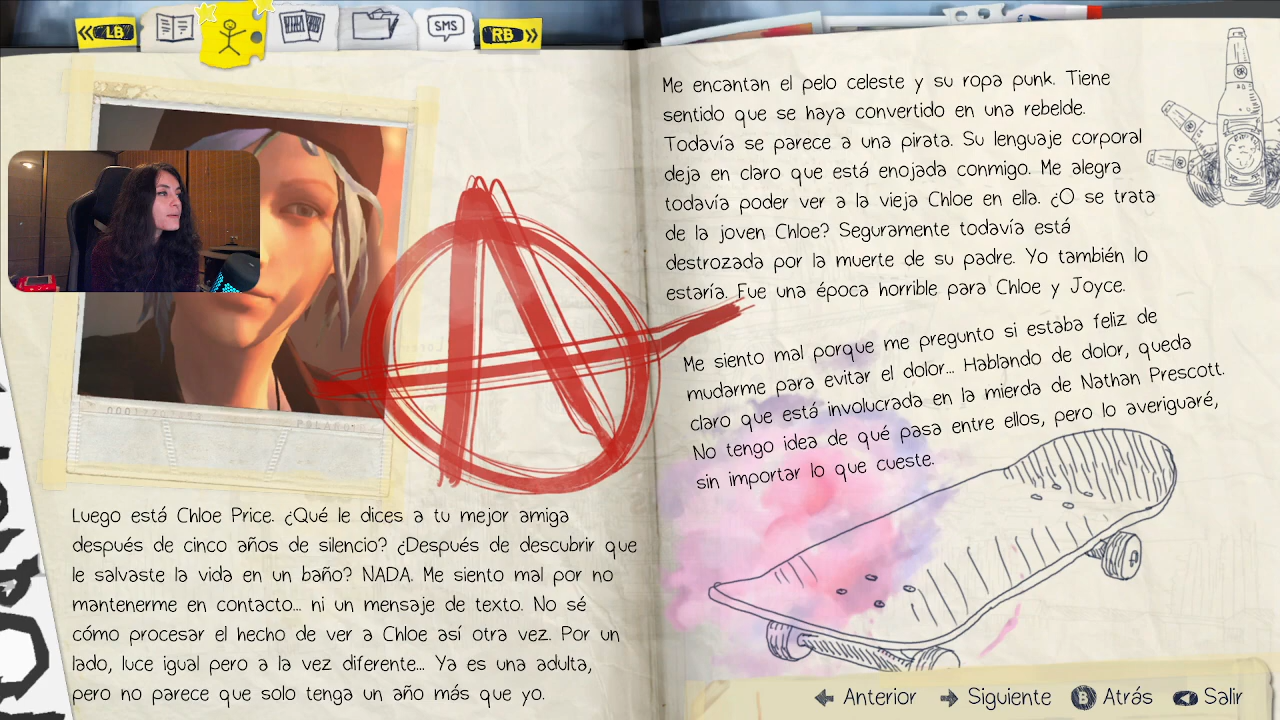 LB
SMS
RB
POLAROID
Luego está Chloe Price. ¿Qué le dices a tu mejor amiga
después de cinco años de silencio? ¿Después de descubrir que
le salvaste la vida en un baño? NADA. Me siento mal por no
mantenerme en contacto... ni un mensaje de texto. No sé
cómo procesar el hecho de ver a Chloe así otra vez. Por un
lado, luce igual pero a la vez diferente... Ya es una adulta,
pero no parece que solo tenga un año más que yo.
Me encantan el pelo celeste y su ropa punk. Tiene
sentido que se haya convertido en una rebelde.
Todavía se parece a una pirata. Su lenguaje corporal
deja en claro que está enojada conmigo. Me alegra
todavía poder ver a la vieja Chloe en ella. ¿O se trata
de la joven Chloe? Seguramente todavía está
destrozada por la muerte de su padre. Yo también lo
estaría. Fue una época horrible para Chloe y Joyce.
Me siento mal porque me pregunto si estaba feliz de
mudarme para evitar el dolor... Hablando de dolor, queda
claro que está involucrada en la mierda de Nathan Prescott.
No tengo idea de qué pasa entre ellos, pero lo averiguaré,
sin importar lo que cueste.
Anterior
Siguiente
B Atrás
Salir